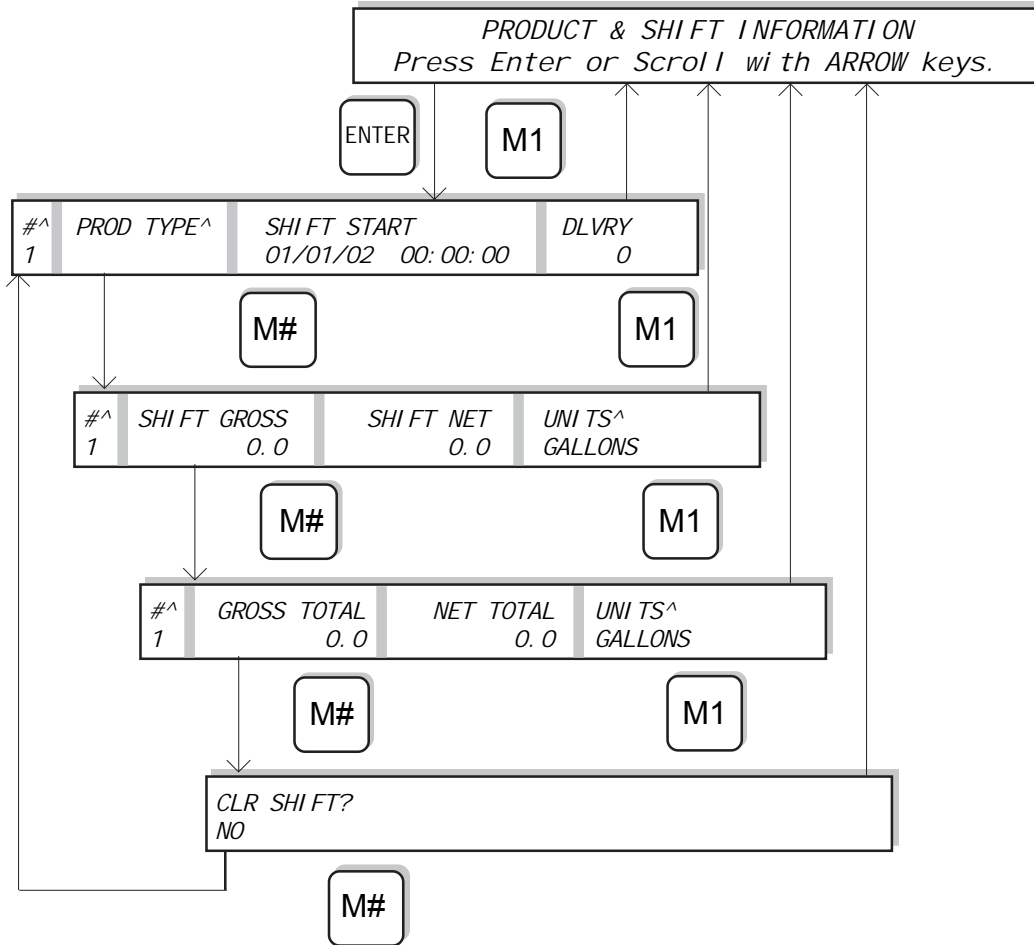 PRODUCT & SHIFT INFORMATION
Press Enter or Scroll with ARROW keys.
ENTER
M1
#^ PROD TYPE^ SHIFT START DLVRY
1 01/01/02 00:00:00 0
M#
M1
#^ SHIFT GROSS SHIFT NET UNITS^
1 0.0 0.0 GALLONS
M#
M1
#^ GROSS TOTAL NET TOTAL UNITS^
1 0.0 0.0 GALLONS
M#
M1
CLR SHIFT?
NO
M#